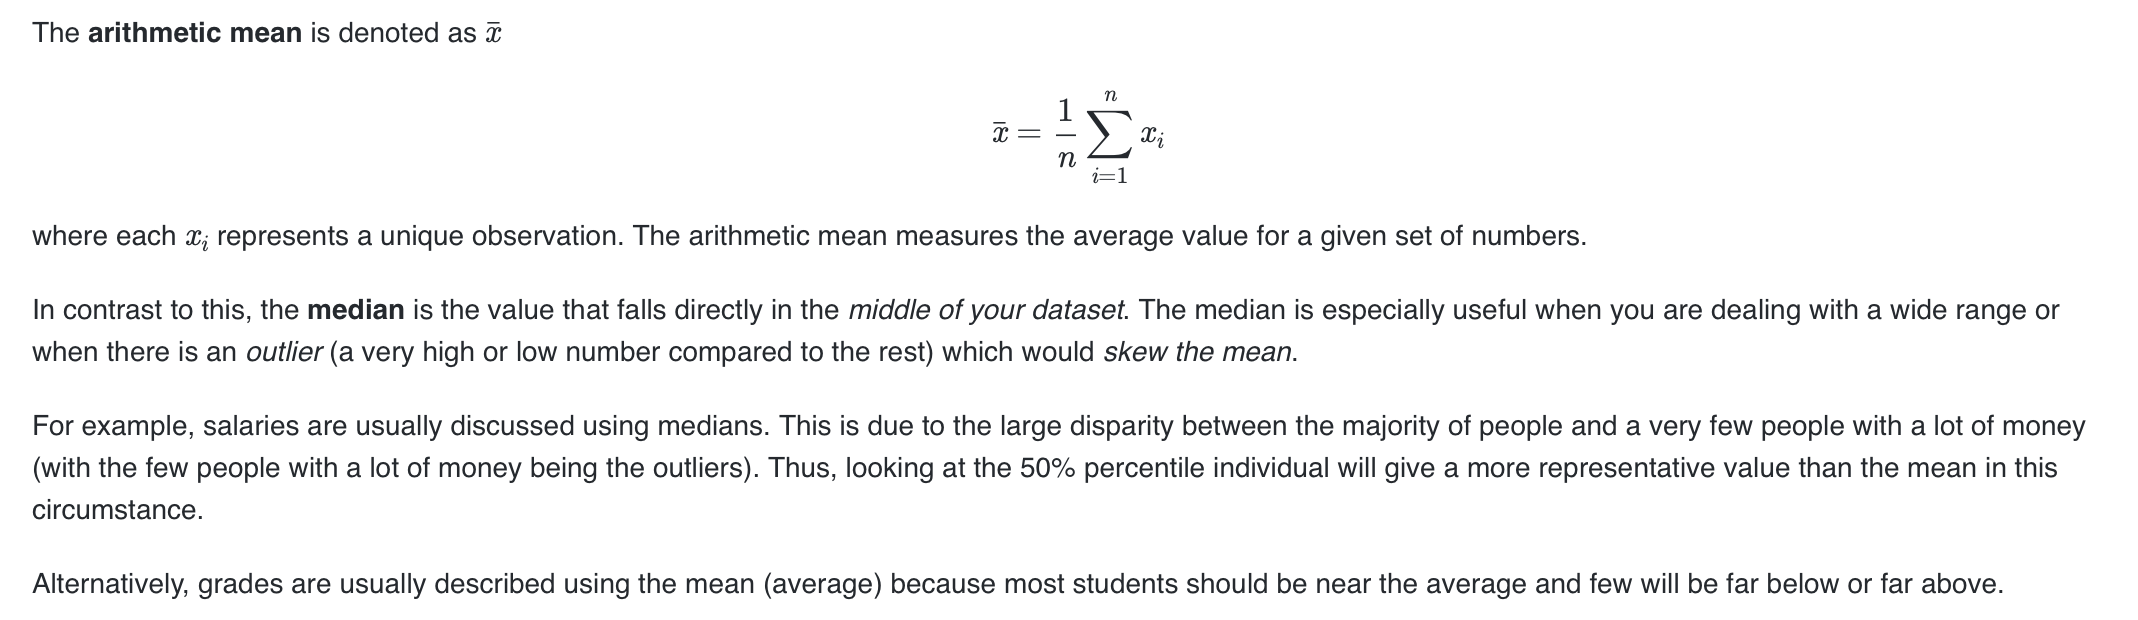 The arithmetic mean is denoted as x̄
x̄ = \frac{1}{n} \sum_{i=1}^{n} x_i
where each x_i represents a unique observation. The arithmetic mean measures the average value for a given set of numbers.
In contrast to this, the median is the value that falls directly in the middle of your dataset. The median is especially useful when you are dealing with a wide range or
when there is an outlier (a very high or low number compared to the rest) which would skew the mean.
For example, salaries are usually discussed using medians. This is due to the large disparity between the majority of people and a very few people with a lot of money
(with the few people with a lot of money being the outliers). Thus, looking at the 50% percentile individual will give a more representative value than the mean in this
circumstance.
Alternatively, grades are usually described using the mean (average) because most students should be near the average and few will be far below or far above.